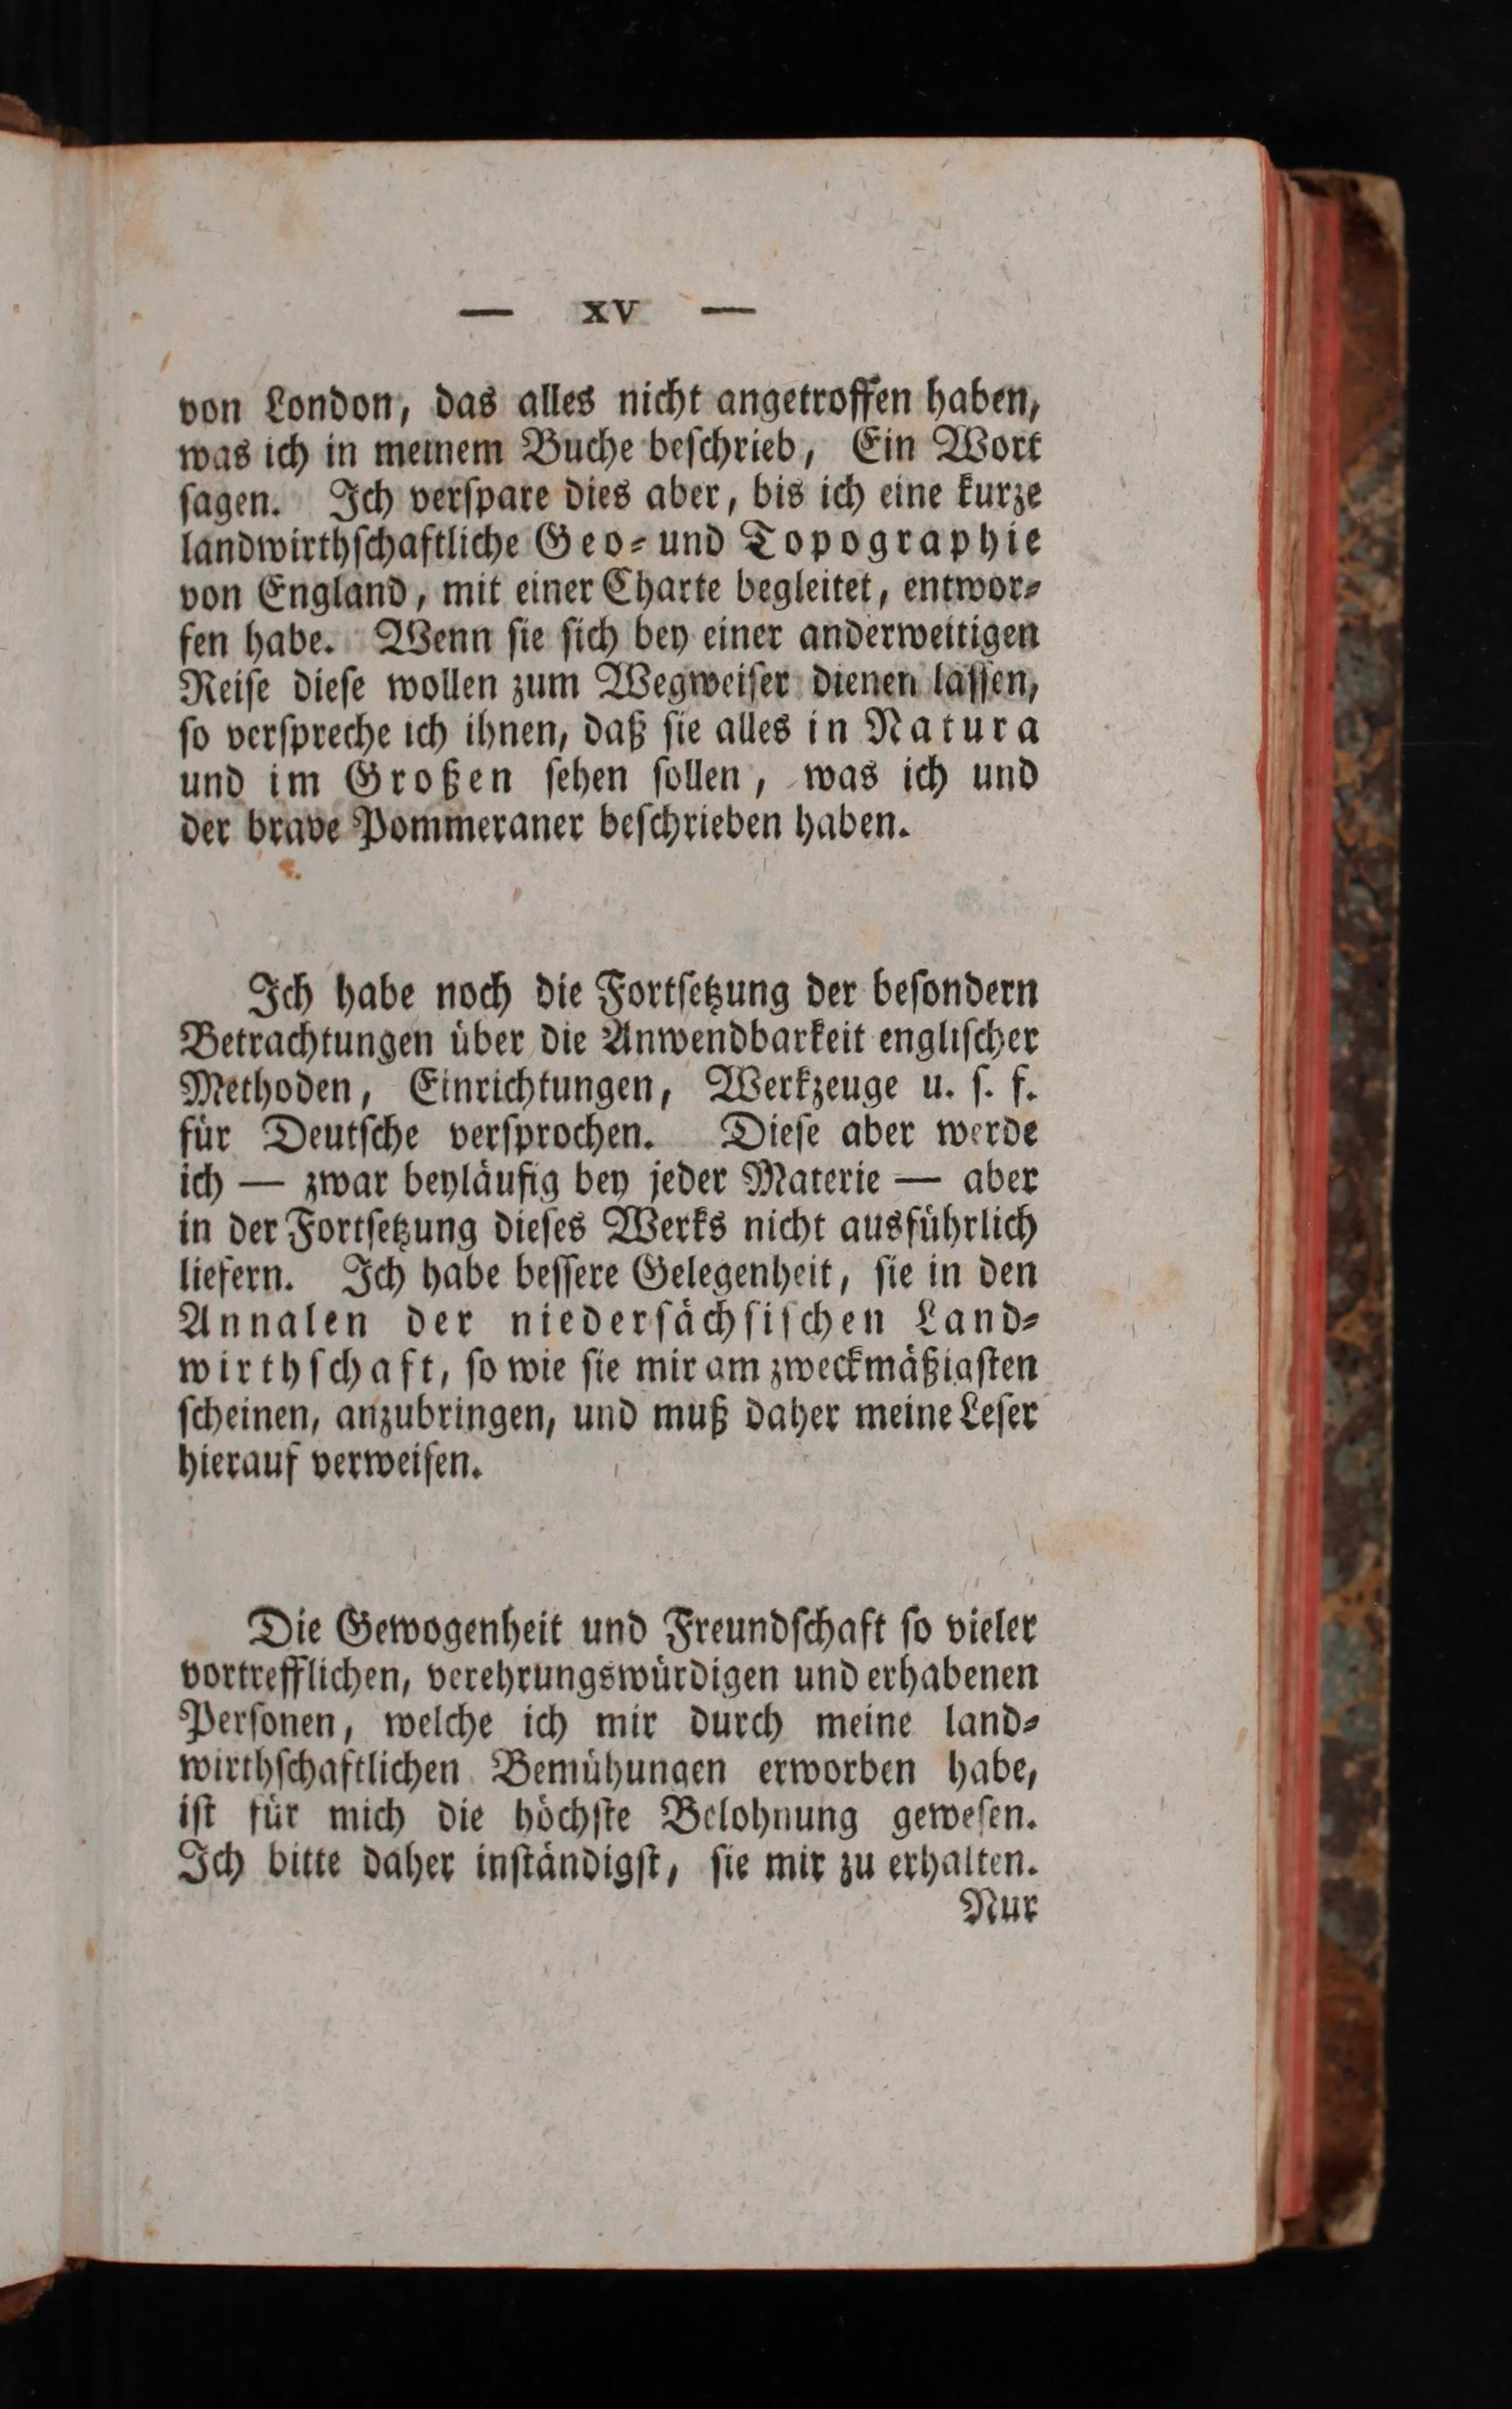 — XV —
von London, das alles nicht angetroffen haben,
was ich in meinem Buche beſchrieb, Ein Wort
ſagen. Ich verſpare dies aber, bis ich eine kurze
landwirthſchaftliche Geo⸗ und Topographie
von England, mit einer Charte begleitet, entwor⸗
fen habe. Wenn ſie ſich bey einer anderweitigen
Reiſe dieſe wollen zum Wegweiſer dienen laſſen,
ſo verſpreche ich ihnen, daß ſie alles in Natura
und im Großen ſehen ſollen, was ich und
der brave Pommeraner beſchrieben haben.
Ich habe noch die Fortſetzung der beſondern
Betrachtungen über die Anwendbarkeit engliſcher
Methoden, Einrichtungen, Werkzeuge u. ſ. f.
für Deutſche verſprochen. Dieſe aber werde
ich — zwar beyläufig bey jeder Materie — aber
in der Fortſetzung dieſes Werks nicht ausführlich
liefern. Ich habe beſſere Gelegenheit, ſie in den
Annalen der niederſächſiſchen Land⸗
wirthſchaft, ſo wie ſie mir am zweckmäßigſten
ſcheinen, anzubringen, und muß daher meine Leſer
hierauf verweiſen.
Die Gewogenheit und Freundſchaft ſo vieler
vortrefflichen, verehrungswürdigen und erhabenen
Perſonen, welche ich mir durch meine land⸗
wirthſchaftlichen Bemühungen erworben habe,
iſt für mich die höchſte Belohnung geweſen.
Ich bitte daher inſtändigſt, ſie mir zu erhalten.
Nur